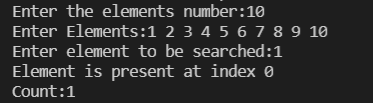 Enter the elements number:10
Enter Elements:1 2 3 4 5 6 7 8 9 10
Enter element to be searched:1
Element is present at index 0
Count:1